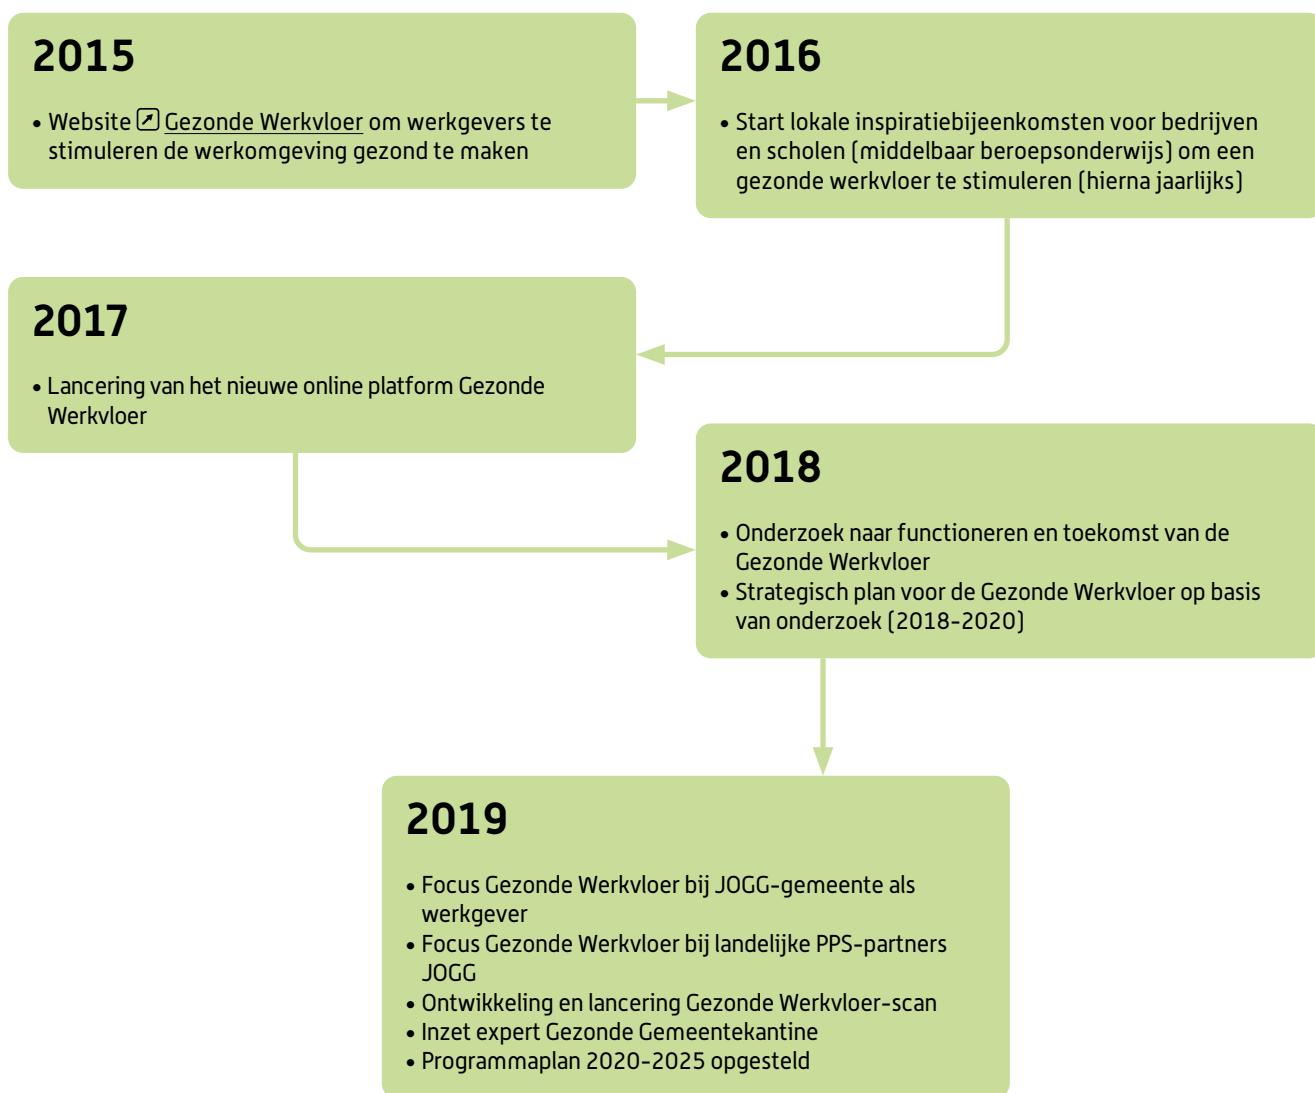 2015
• Website Gezonde Werkvloer om werkgevers te
stimuleren de werkomgeving gezond te maken
2016
• Start lokale inspiratiebijeenkomsten voor bedrijven
en scholen (middelbaar beroepsonderwijs) om een
gezonde werkvloer te stimuleren (hierna jaarlijks)
2017
• Lancering van het nieuwe online platform Gezonde
Werkvloer
2018
• Onderzoek naar functioneren en toekomst van de
Gezonde Werkvloer
• Strategisch plan voor de Gezonde Werkvloer op basis
van onderzoek (2018-2020)
2019
• Focus Gezonde Werkvloer bij JOGG-gemeente als
werkgever
• Focus Gezonde Werkvloer bij landelijke PPS-partners
JOGG
• Ontwikkeling en lancering Gezonde Werkvloer-scan
• Inzet expert Gezonde Gemeentekantine
• Programmaplan 2020-2025 opgesteld